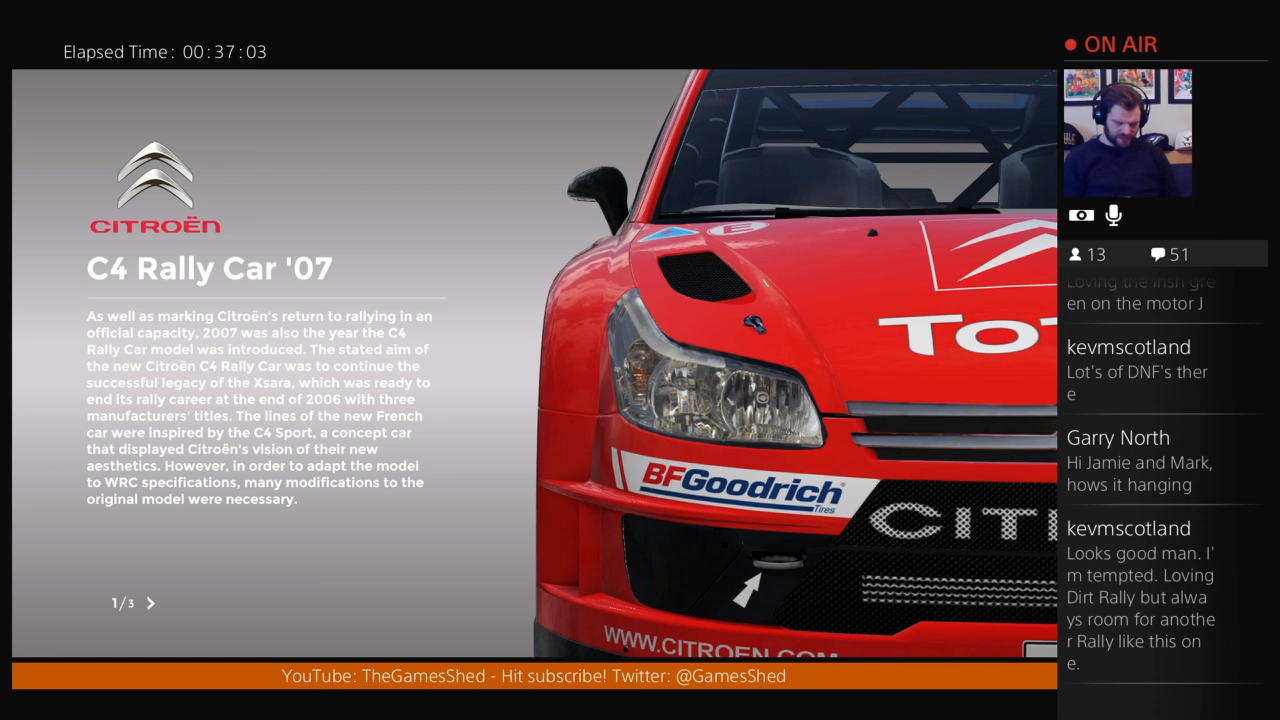 Elapsed Time: 00:37:03
ON AIR
CITROËN
C4 Rally Car '07
As well as marking Citroën's return to rallying in an
official capacity, 2007 was also the year the C4
Rally Car model was introduced. The stated aim of
the new Citroën C4 Rally Car was to continue the
successful legacy of the Xsara, which was ready to
end its rally career at the end of 2006 with three
manufacturers' titles. The lines of the new French
car were inspired by the C4 Sport, a concept car
that displayed Citroën's vision of their new
aesthetics. However, in order to adapt the model
to WRC specifications, many modifications to the
original model were necessary.
1/3
E
TOT
BFGoodrich
Tires
CITR
WWW.CITROEN.COM
13 51
Loving the Irish gre
en on the motor J
kevmscotland
Lot's of DNF's ther
e
Garry North
Hi Jamie and Mark,
hows it hanging
kevmscotland
Looks good man. I'
m tempted. Loving
Dirt Rally but alwa
ys room for anothe
r Rally like this on
e.
YouTube: TheGamesShed - Hit subscribe! Twitter: @GamesShed